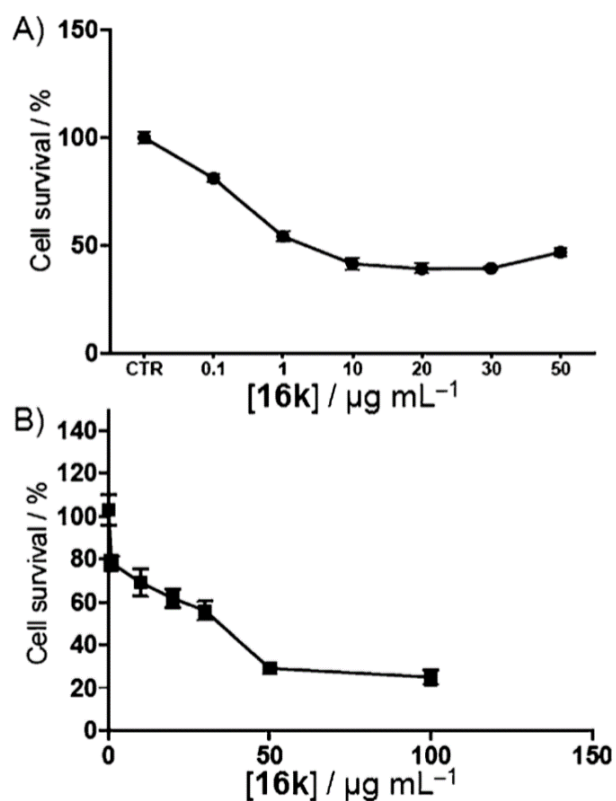 A)
150
100
50
0
Cell survival / %
CTR 0.1 1 10 20 30 50
[16k] / µg mL⁻¹
B)
140
120
100
80
60
40
20
0
Cell survival / %
0 50 100 150
[16k] / µg mL⁻¹